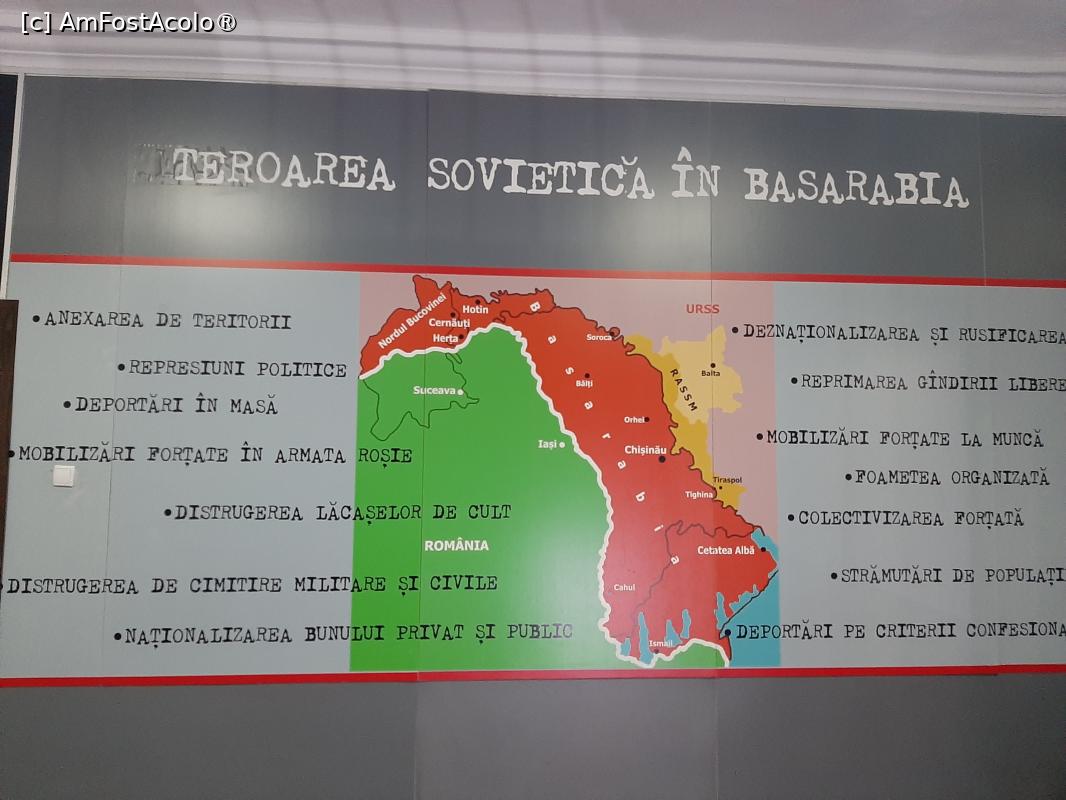 [c] AmFostAcolo®
TEROAREA SOVIETICĂ ÎN BASARABIA
•ANEXAREA DE TERITORII
•REPRESIUNI POLITICE
•DEPORTĂRI ÎN MASĂ
•MOBILIZĂRI FORȚATE ÎN ARMATA ROȘIE
•DISTRUGEREA LĂCAȘELOR DE CULT
DISTRUGEREA DE CIMITIRE MILITARE ȘI CIVILE
•NAȚIONALIZAREA BUNULUI PRIVAT ȘI PUBLIC
Nordul Bucovinei
Hotin
Cernăuți
Herța
Basarabia
URSS
Soroca
RASSM
Balta
Suceava
Bălți
Orhei
Iași
Chișinău
Tiraspol
Tighina
ROMÂNIA
Cetatea Albă
Cahul
Ismail
•DEZNAȚIONALIZAREA ȘI RUSIFICAREA
•REPRIMAREA GÎNDIRII LIBERE
•MOBILIZĂRI FORȚATE LA MUNCĂ
•FOAMETEA ORGANIZATĂ
•COLECTIVIZAREA FORȚATĂ
•STRĂMUTĂRI DE POPULAȚI
•DEPORTĂRI PE CRITERII CONFESIONA